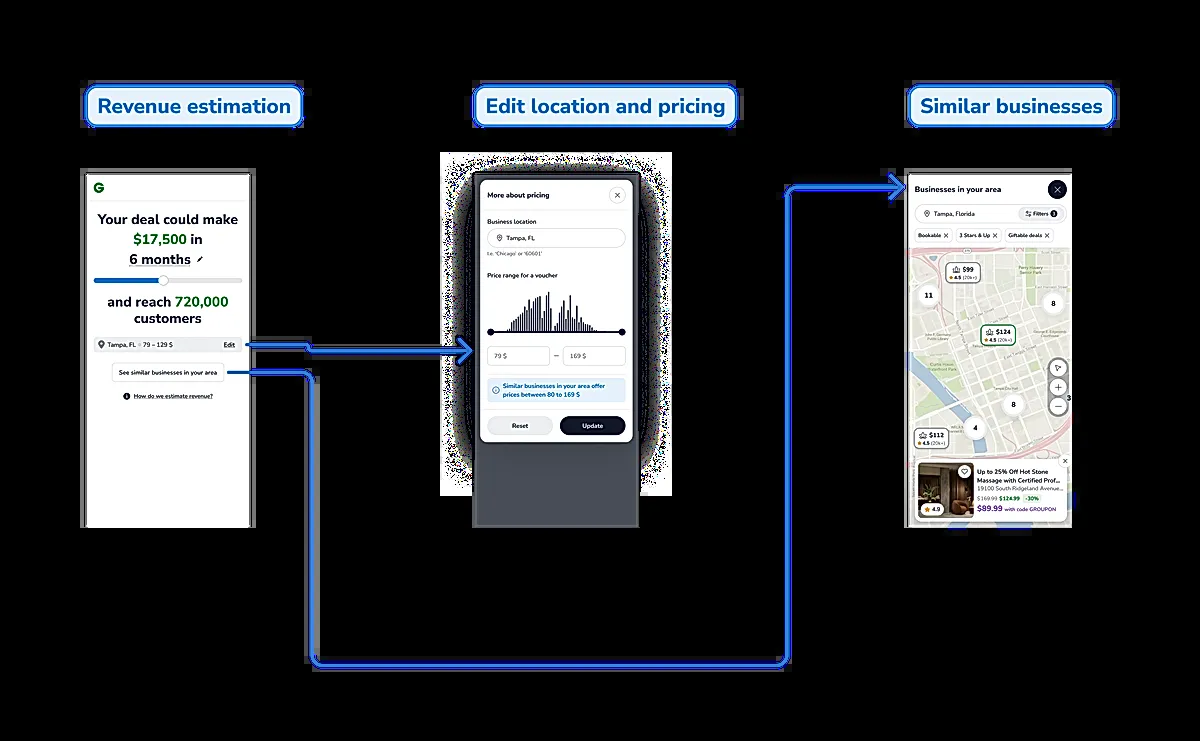 Revenue estimation
Edit location and pricing
Similar businesses
G
Your deal could make
$17,500 in
6 months
and reach 720,000
customers
Tampa, FL · 79 – 129 $
Edit
See similar businesses in your area
How do we estimate revenue?
More about pricing
Business location
Tampa, FL
I.e. 'Chicago' or '60601'
Price range for a voucher
79 $
–
169 $
Similar businesses in your area offer
prices between 80 to 169 $
Reset
Update
Businesses in your area
Tampa, Florida
Filters 3
Bookable
3 Stars & Up
Giftable deals
$99
4.5 (20k+)
11
8
$124
4.5 (20k+)
3
8
4
$112
4.5 (20k+)
Up to 25% Off Hot Stone
Massage with Certified Prof...
19100 South Ridgeland Avenue...
$169.99 $124.99 -30%
$89.99 with code GROUPON
4.9